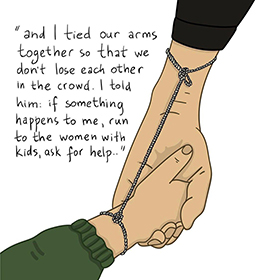 "and I tied our arms
together so that we
don't lose each other
in the crowd. I told
him: if something
happens to me, run
to the women with
kids, ask for help.."